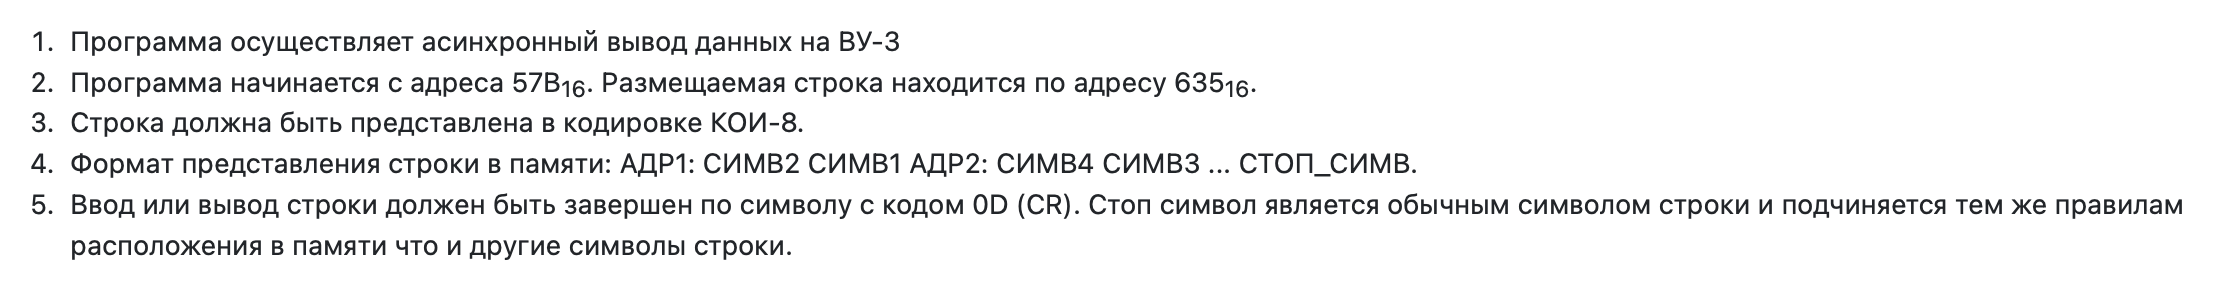 1. Программа осуществляет асинхронный вывод данных на ВУ-3
2. Программа начинается с адреса 57B₁₆. Размещаемая строка находится по адресу 635₁₆.
3. Строка должна быть представлена в кодировке КОИ-8.
4. Формат представления строки в памяти: АДР1: СИМВ2 СИМВ1 АДР2: СИМВ4 СИМВ3 ... СТОП_СИМВ.
5. Ввод или вывод строки должен быть завершен по символу с кодом 0D (CR). Стоп символ является обычным символом строки и подчиняется тем же правилам
расположения в памяти что и другие символы строки.